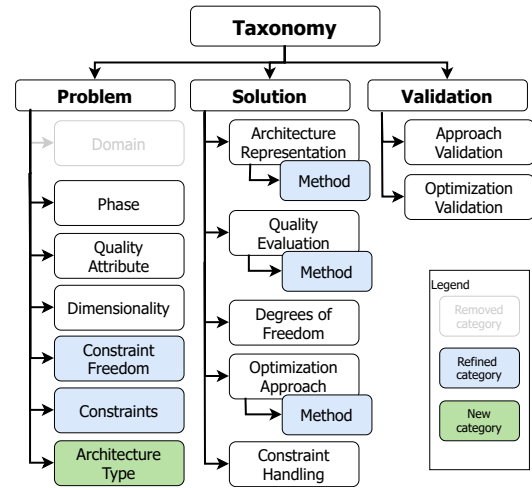 Taxonomy
Problem
Domain
Phase
Quality
Attribute
Dimensionality
Constraint
Freedom
Constraints
Architecture
Type
Solution
Architecture
Representation
Method
Quality
Evaluation
Method
Degrees of
Freedom
Optimization
Approach
Method
Constraint
Handling
Validation
Approach
Validation
Optimization
Validation
Legend
Removed
category
Refined
category
New
category